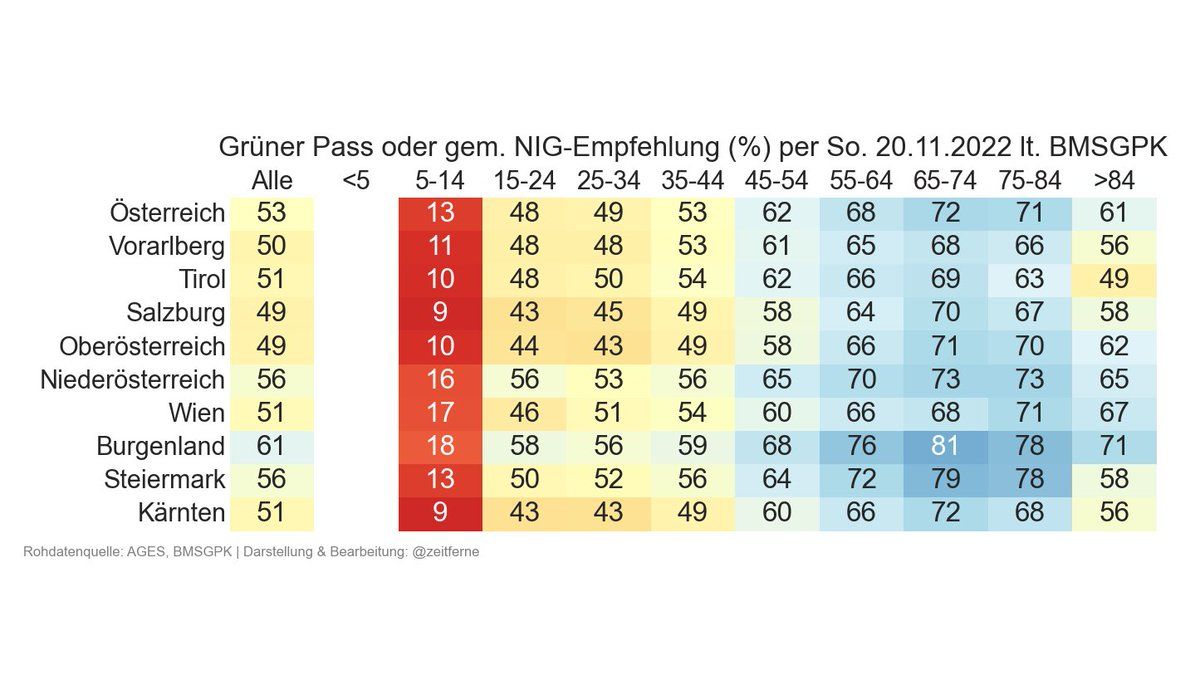 Grüner Pass oder gem. NIG-Empfehlung (%) per So. 20.11.2022 lt. BMSGPK
Alle <5 5-14 15-24 25-34 35-44 45-54 55-64 65-74 75-84 >84
Österreich 53 13 48 49 53 62 68 72 71 61
Vorarlberg 50 11 48 48 53 61 65 68 66 56
Tirol 51 10 48 50 54 62 66 69 63 49
Salzburg 49 9 43 45 49 58 64 70 67 58
Oberösterreich 49 10 44 43 49 58 66 71 70 62
Niederösterreich 56 16 56 53 56 65 70 73 73 65
Wien 51 17 46 51 54 60 66 68 71 67
Burgenland 61 18 58 56 59 68 76 81 78 71
Steiermark 56 13 50 52 56 64 72 79 78 58
Kärnten 51 9 43 43 49 60 66 72 68 56
Rohdatenquelle: AGES, BMSGPK | Darstellung & Bearbeitung: @zeitferne